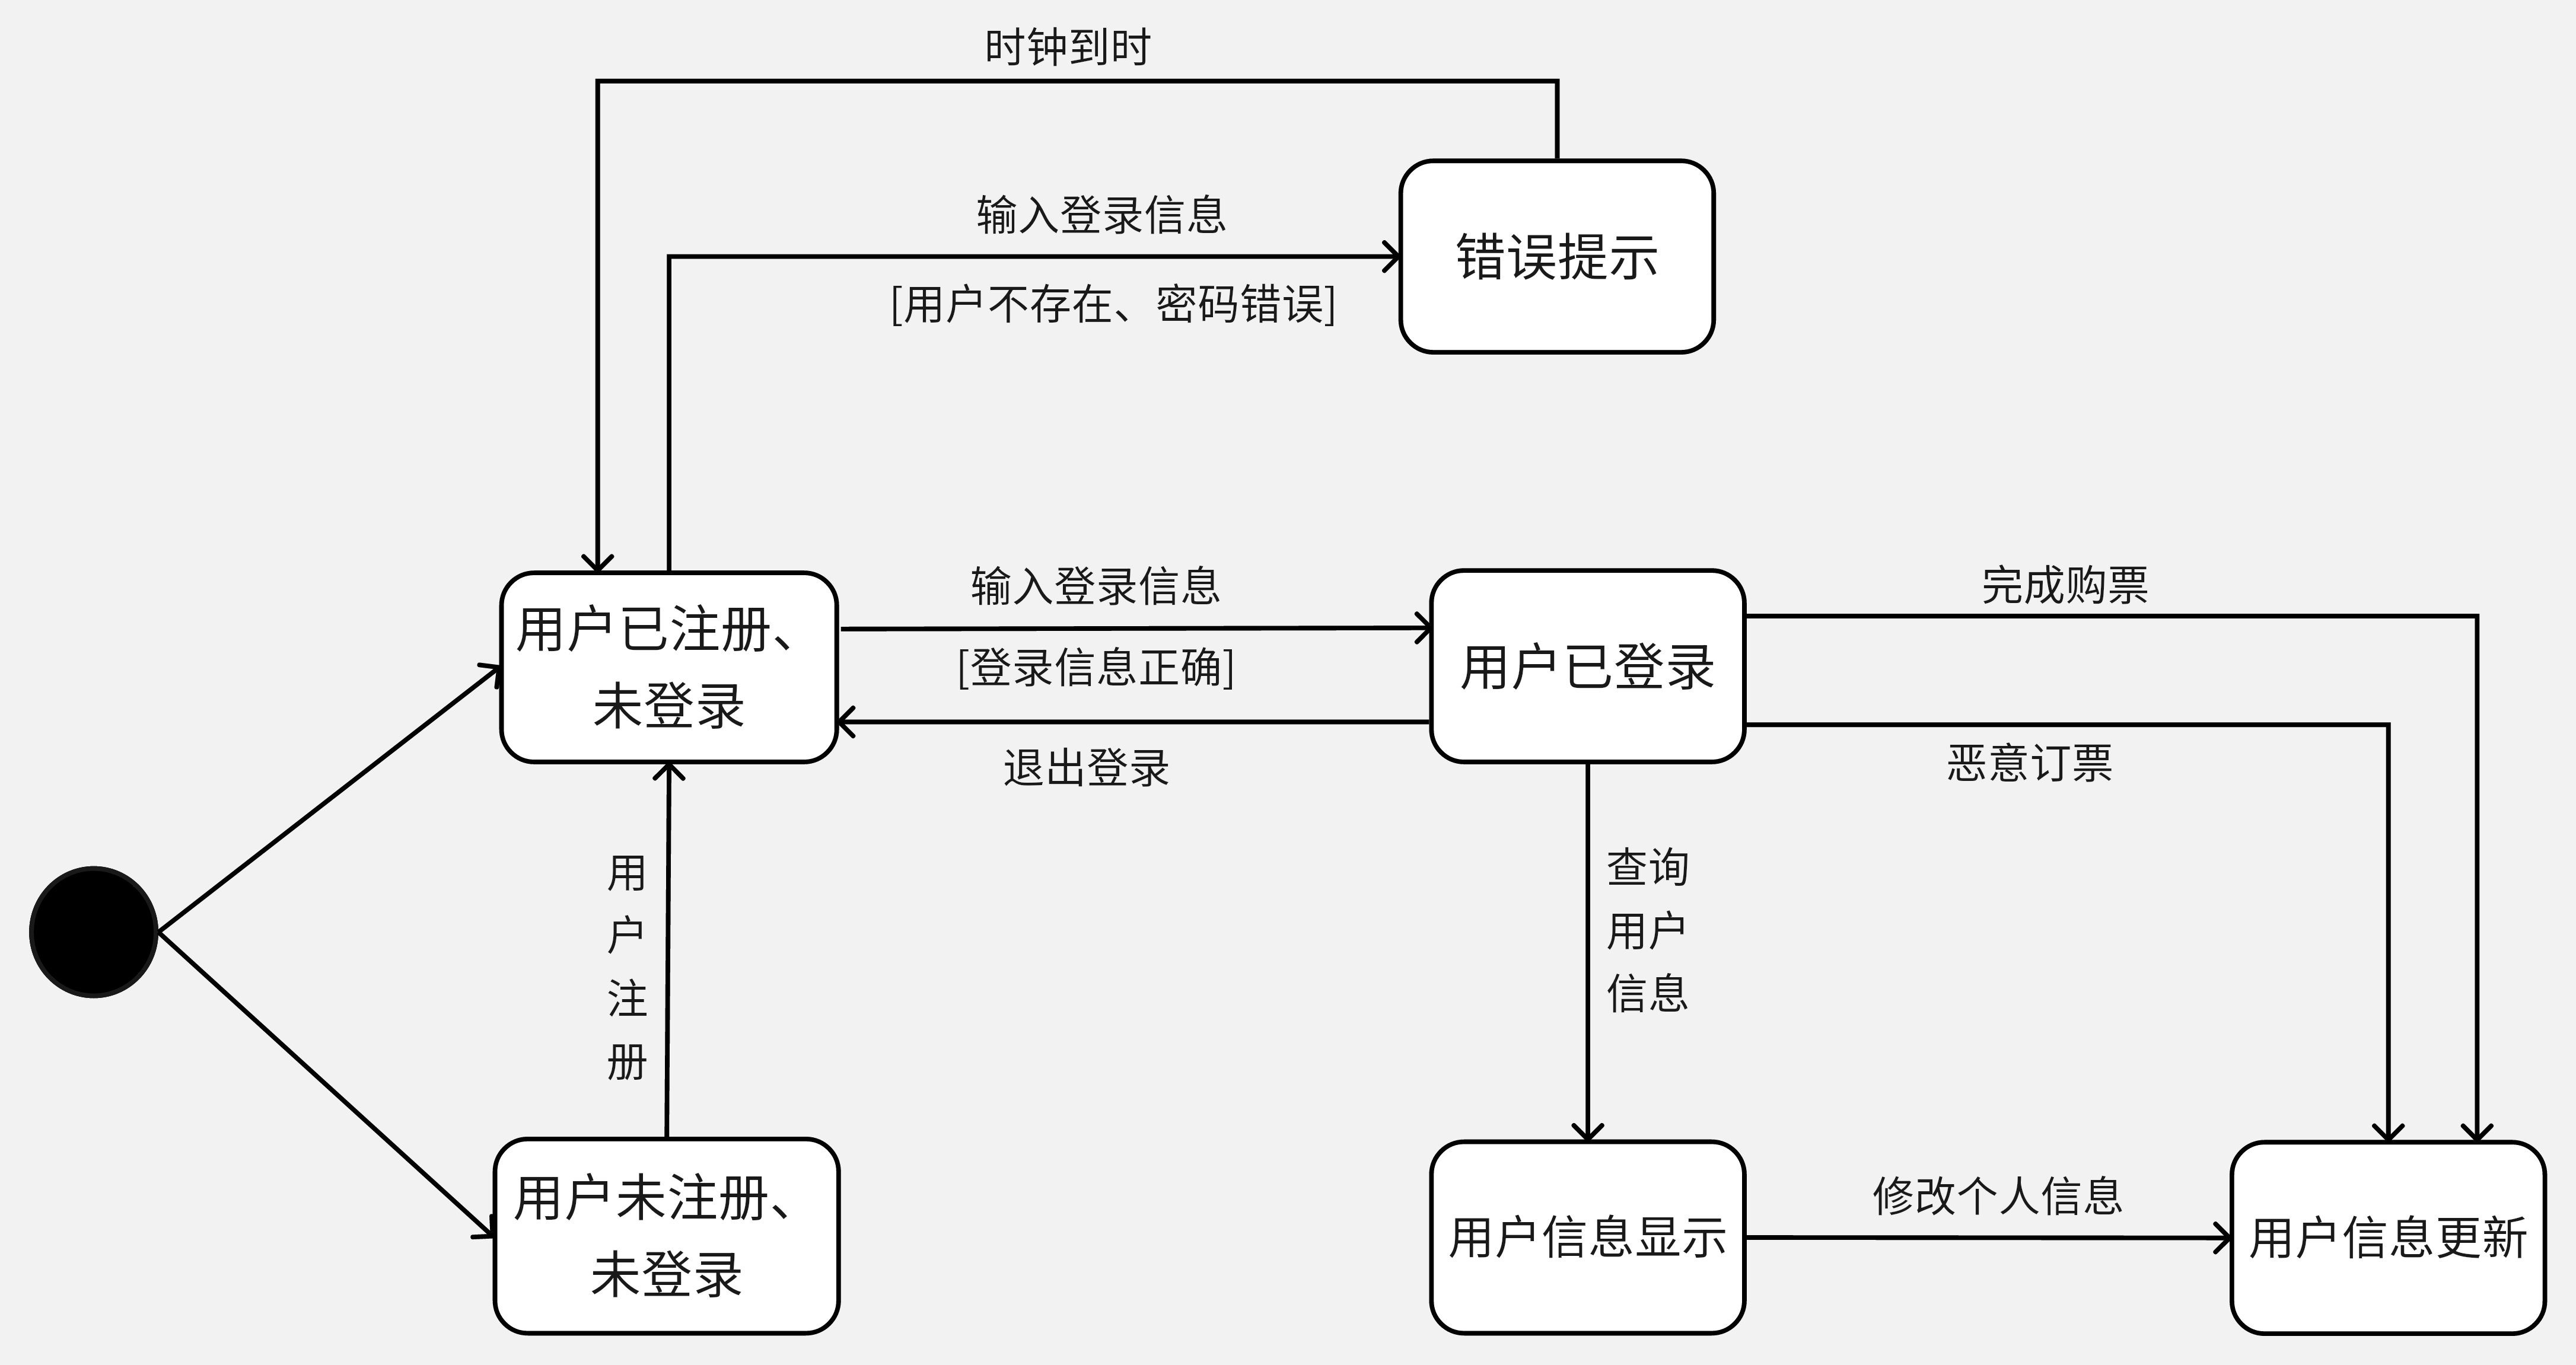 时钟到时
输入登录信息
[用户不存在、密码错误]
错误提示
用户已注册、
未登录
输入登录信息
[登录信息正确]
退出登录
用户已登录
完成购票
恶意订票
用
户
注
册
查询
用户
信息
用户未注册、
未登录
用户信息显示
修改个人信息
用户信息更新